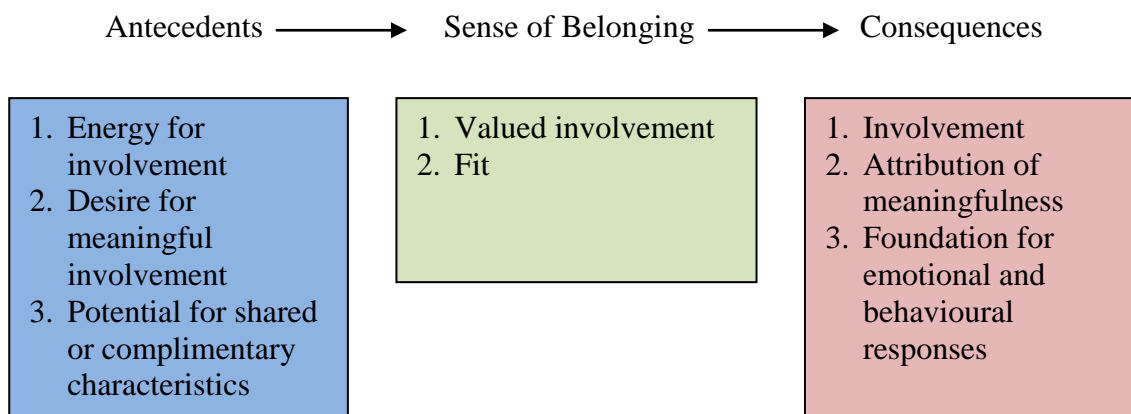 Antecedents
Sense of Belonging
Consequences
1. Energy for
involvement
2. Desire for
meaningful
involvement
3. Potential for shared
or complimentary
characteristics
1. Valued involvement
2. Fit
1. Involvement
2. Attribution of
meaningfulness
3. Foundation for
emotional and
behavioural
responses